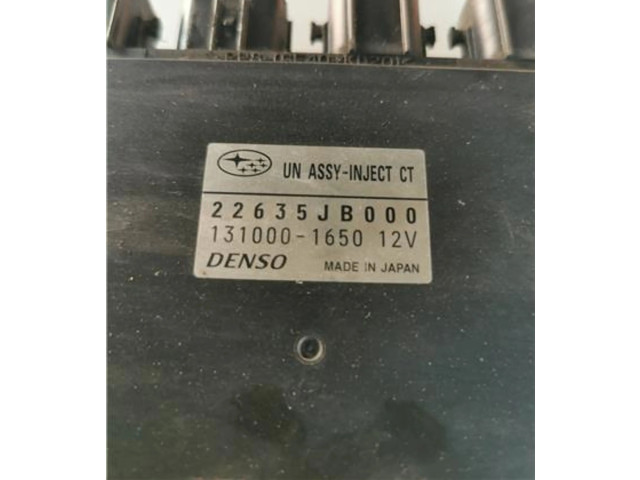 UN ASSY-INJECT CT
22635JB000
131000-1650 12V
DENSO
MADE IN JAPAN